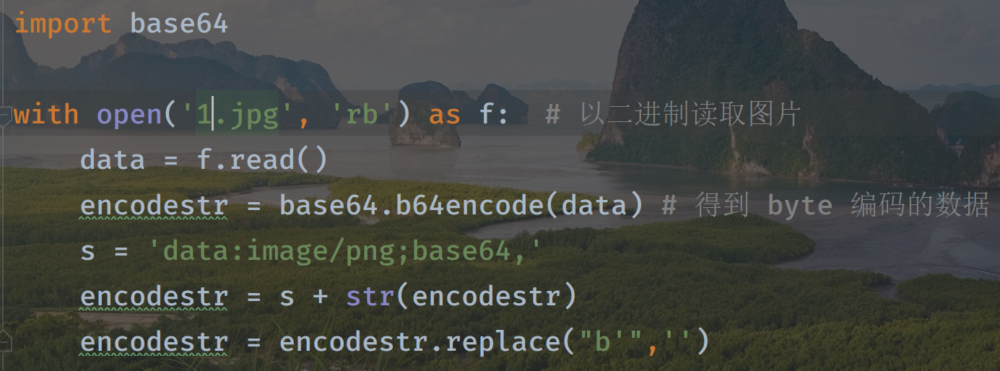 import base64
with open('1.jpg', 'rb') as f:  # 以二进制读取图片
    data = f.read()
    encodestr = base64.b64encode(data) # 得到 byte 编码的数据
    s = 'data:image/png;base64,'
    encodestr = s + str(encodestr)
    encodestr = encodestr.replace("b'",'')